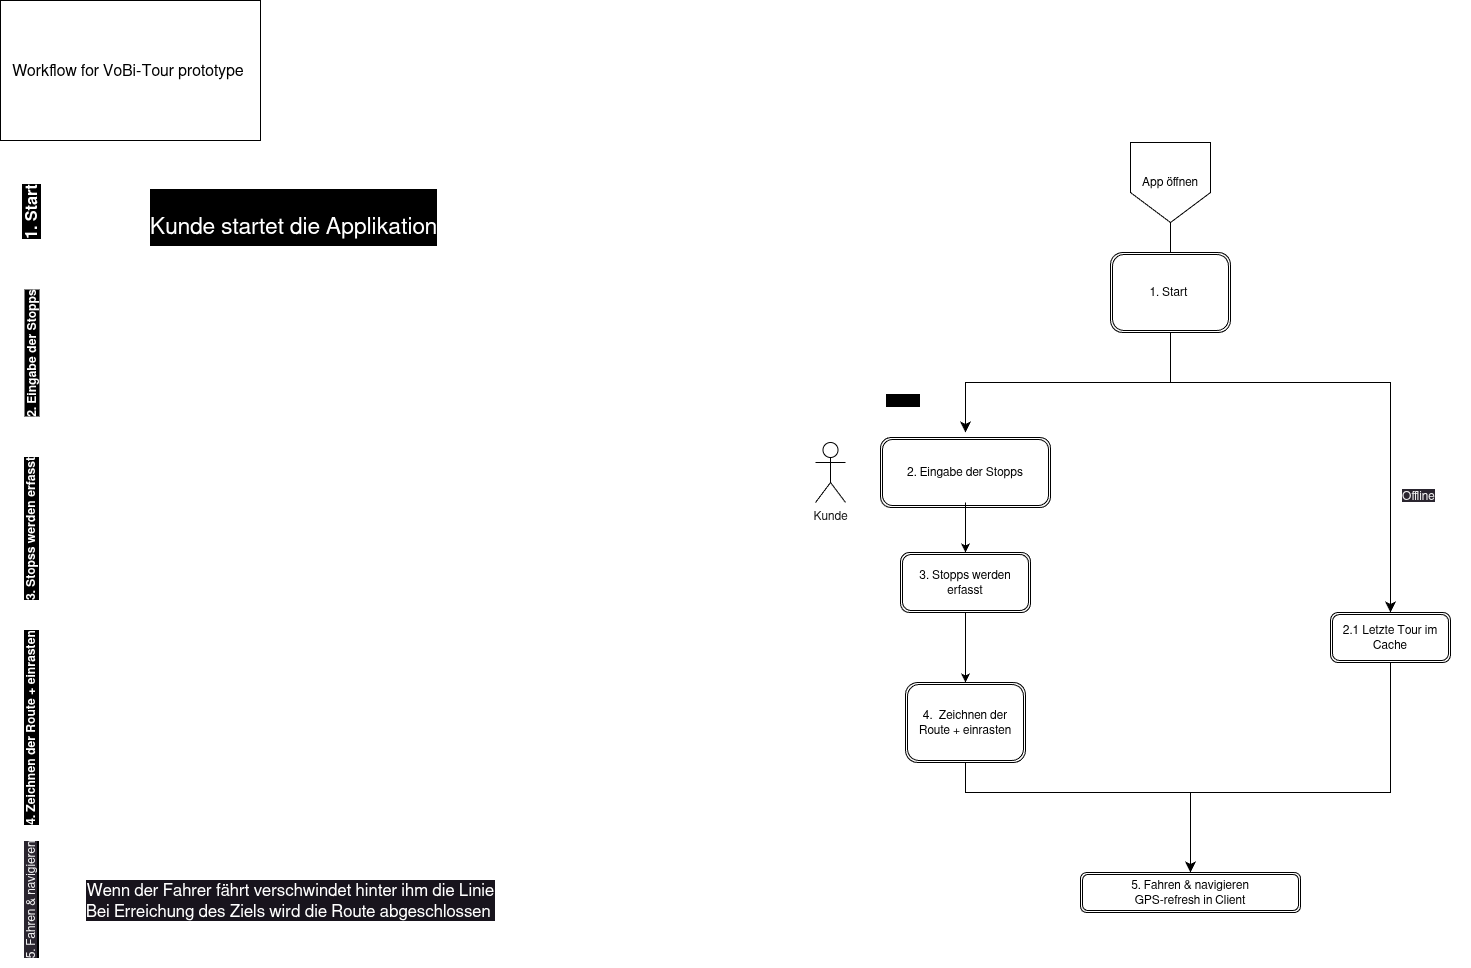 Workflow for VoBi-Tour prototype
1. Start
Kunde startet die Applikation
2. Eingabe der Stopps
3. Stopss werden erfasst
4. Zeichnen der Route + einrasten
5. Fahren & navigieren
Wenn der Fahrer fährt verschwindet hinter ihm die Linie
Bei Erreichung des Ziels wird die Route abgeschlossen
App öffnen
1. Start
Kunde
2. Eingabe der Stopps
Offline
3. Stopps werden
erfasst
2.1 Letzte Tour im
Cache
4. Zeichnen der
Route + einrasten
5. Fahren & navigieren
GPS-refresh in Client